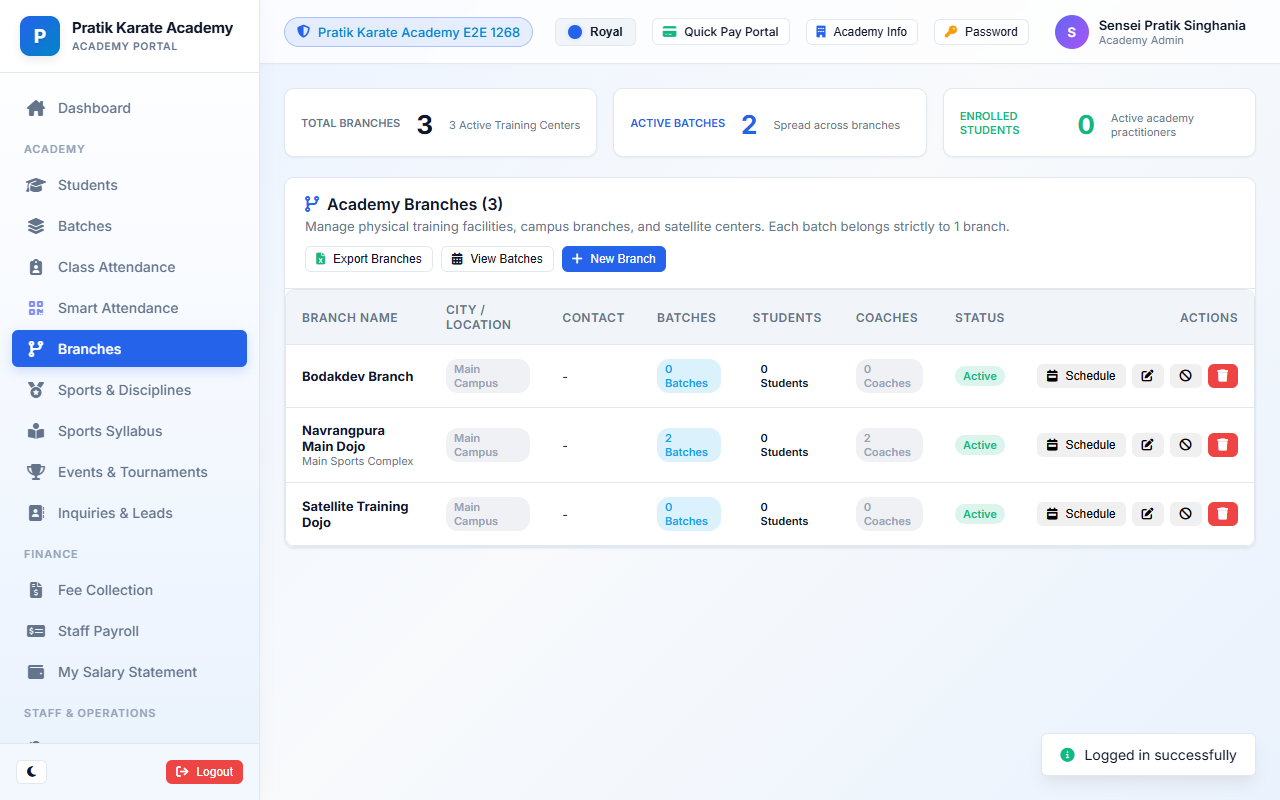 P
Pratik Karate Academy
ACADEMY PORTAL
Dashboard
ACADEMY
Students
Batches
Class Attendance
Smart Attendance
Branches
Sports & Disciplines
Sports Syllabus
Events & Tournaments
Inquiries & Leads
FINANCE
Fee Collection
Staff Payroll
My Salary Statement
STAFF & OPERATIONS
Logout
Pratik Karate Academy E2E 1268
Royal
Quick Pay Portal
Academy Info
Password
S
Sensei Pratik Singhania
Academy Admin
TOTAL BRANCHES 3 3 Active Training Centers
ACTIVE BATCHES 2 Spread across branches
ENROLLED
STUDENTS
0
Active academy
practitioners
Academy Branches (3)
Manage physical training facilities, campus branches, and satellite centers. Each batch belongs strictly to 1 branch.
Export Branches
View Batches
New Branch
BRANCH NAME
CITY /
LOCATION
CONTACT
BATCHES
STUDENTS
COACHES
STATUS
ACTIONS
Bodakdev Branch
Main
Campus
-
0
Batches
0
Students
0
Coaches
Active
Schedule
Navrangpura
Main Dojo
Main Sports Complex
Main
Campus
-
2
Batches
0
Students
2
Coaches
Active
Schedule
Satellite Training
Dojo
Main
Campus
-
0
Batches
0
Students
0
Coaches
Active
Schedule
Logged in successfully